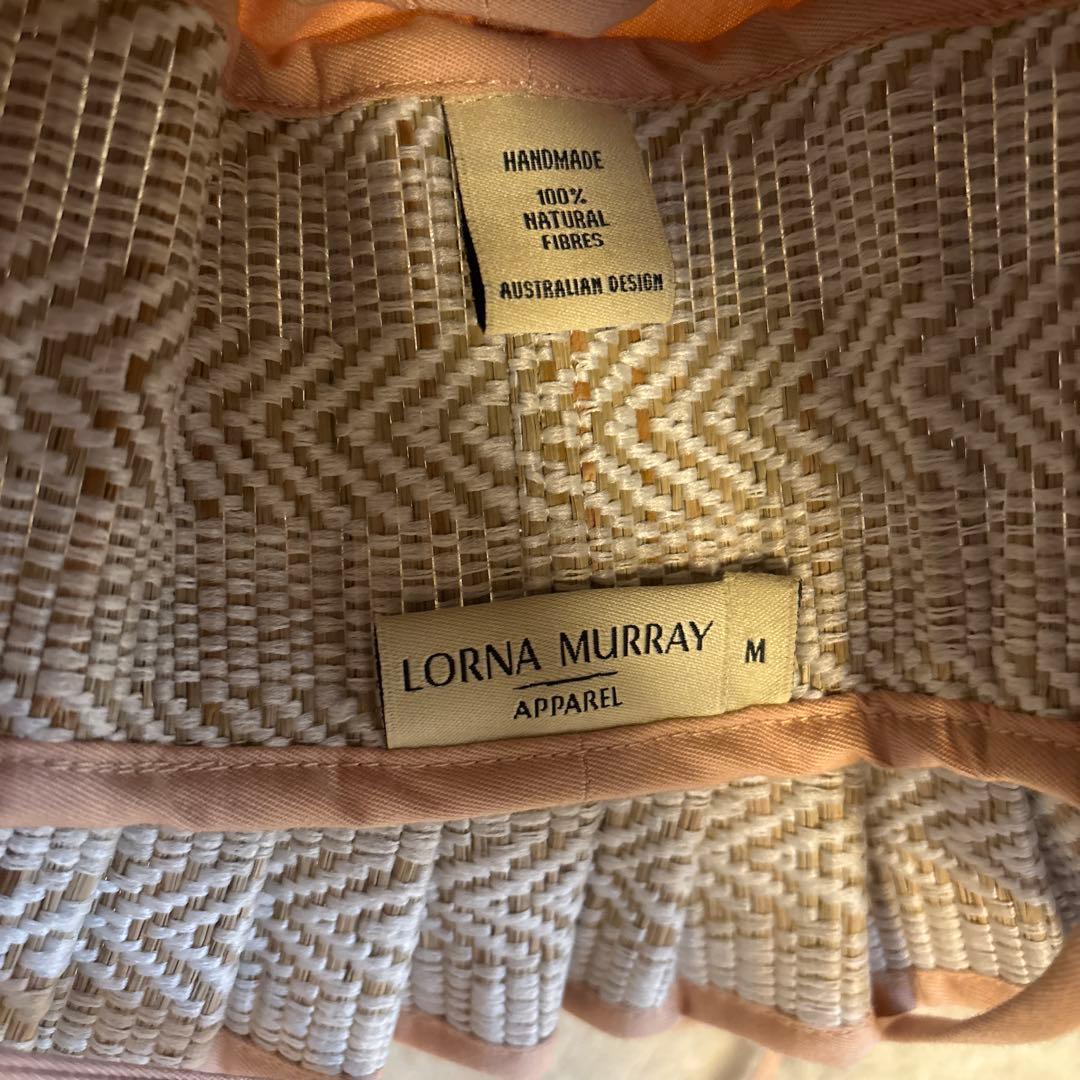 HANDMADE
100%
NATURAL
FIBRES
AUSTRALIAN DESIGN
LORNA MURRAY
APPAREL
M